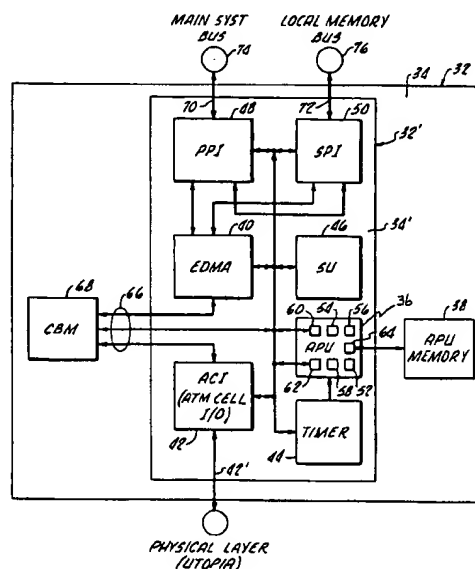 MAIN SYST
BUS
LOCAL MEMORY
BUS
74
76
32
34
70
48
72
50
32'
PPI
SPI
34'
40
46
EDMA
SU
68
66
CBM
60
54
56
36
64
38
APU
APU
MEMORY
62
58
52
ACI
(ATM CELL
I/O)
42
TIMER
44
42'
PHYSICAL LAYER
(UTOPIA)